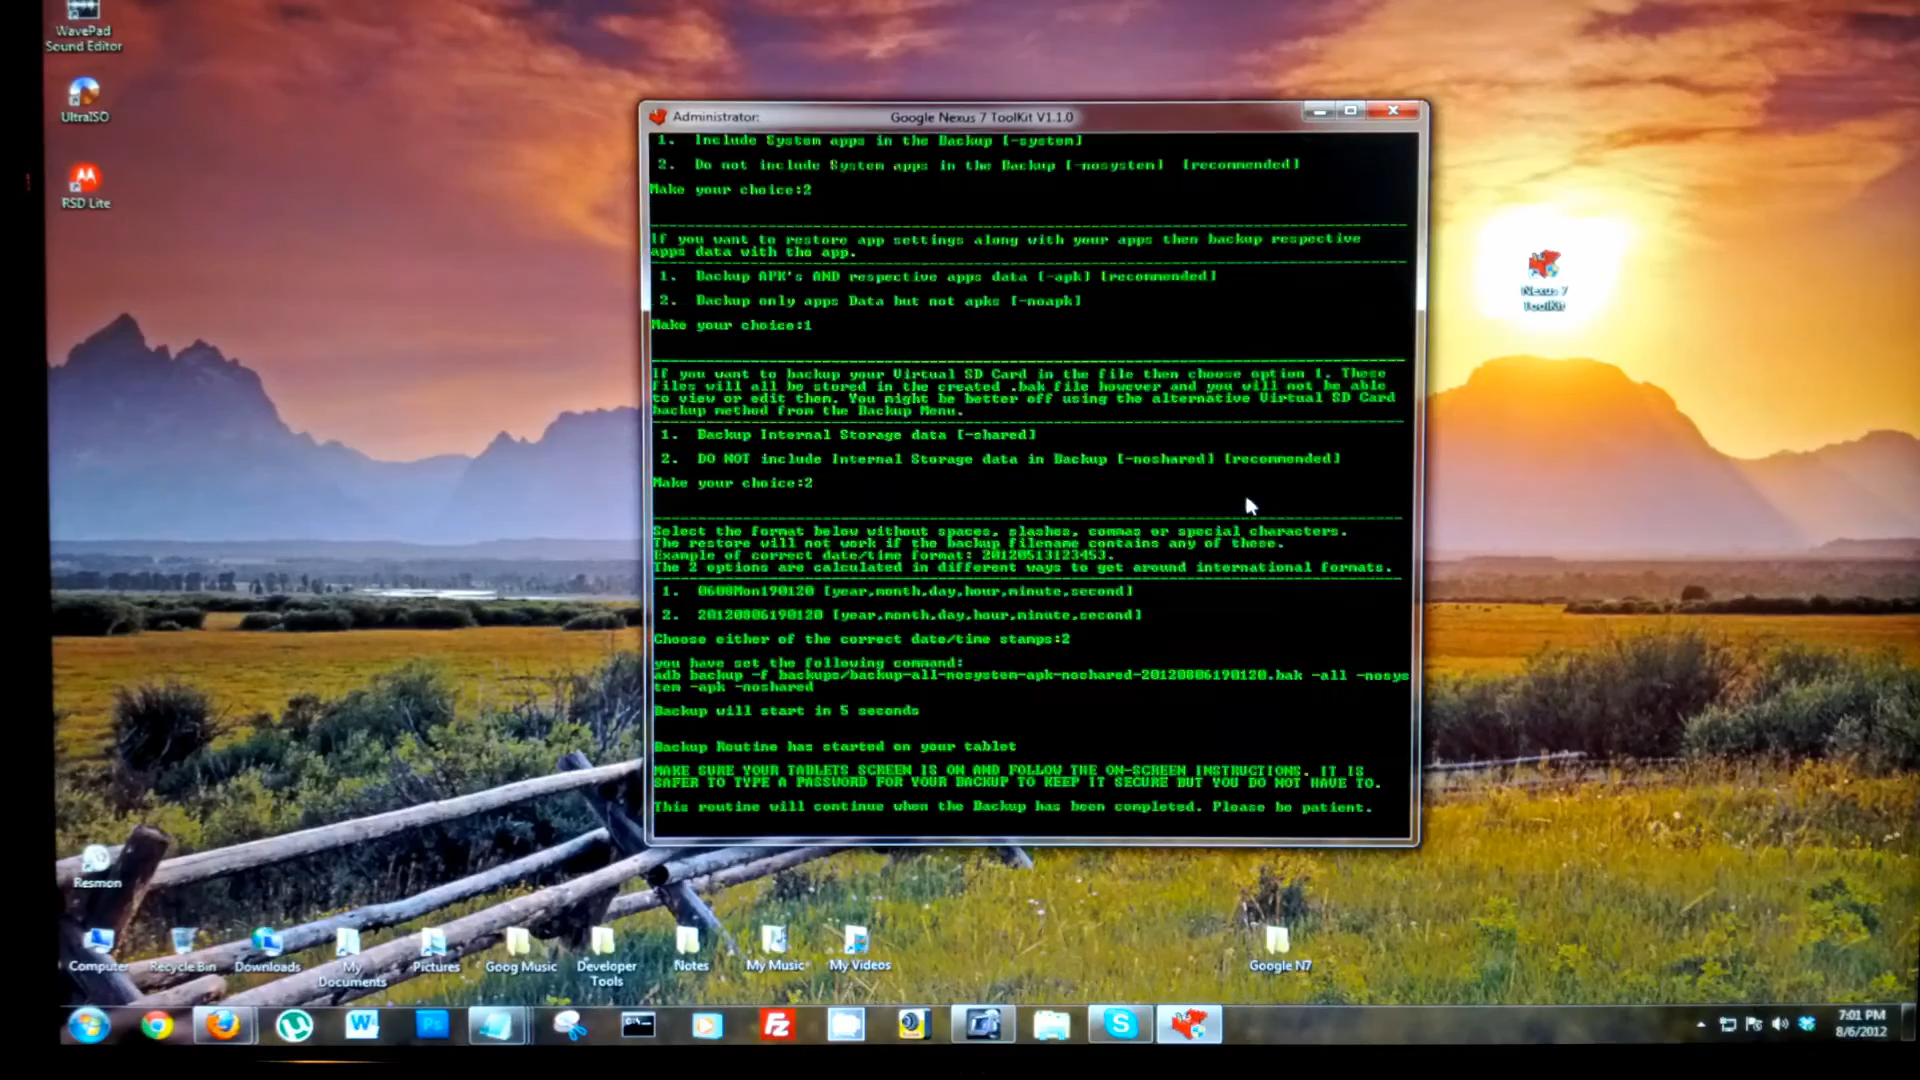 WavePad
Sound Editor
UltraISO
RSD Lite
Administrator: Google Nexus 7 ToolKit V1.1.0
1. Include System apps in the Backup [-system]
2. Do not include System apps in the Backup [-nosystem] [recommended]
Make your choice:2
If you want to restore app settings along with your apps then backup respective
apps data with the app.
1. Backup APK's AND respective apps data [-apk] [recommended]
2. Backup only apps Data but not apks [-noapk]
Make your choice:1
If you want to backup your Virtual SD Card in the file then choose option 1. These
files will all be stored in the created .bak file however and you will not be able
to view or edit them. You might be better off using the alternative Virtual SD Card
backup method from the Backup Menu.
1. Backup Internal Storage data [-shared]
2. DO NOT include Internal Storage data in Backup [-noshared] [recommended]
Make your choice:2
Select the format below without spaces, slashes, commas or special characters.
The restore will not work if the backup filename contains any of these.
Example of correct date/time format: 20120513123453.
The 2 options are calculated in different ways to get around international formats.
1. 0608Mon190120 [year,month,day,hour,minute,second]
2. 20120806190120 [year,month,day,hour,minute,second]
Choose either of the correct date/time stamps:2
you have set the following command:
adb backup -f backups/backup-all-nosystem-apk-noshared-20120806190120.bak -all -nosys
tem -apk -noshared
Backup will start in 5 seconds
Backup Routine has started on your tablet
MAKE SURE YOUR TABLETS SCREEN IS ON AND FOLLOW THE ON-SCREEN INSTRUCTIONS. IT IS
SAFER TO TYPE A PASSWORD FOR YOUR BACKUP TO KEEP IT SECURE BUT YOU DO NOT HAVE TO.
This routine will continue when the Backup has been completed. Please be patient.
Nexus 7
ToolKit
Resmon
Computer
Recycle Bin
Downloads
My
Documents
Pictures
Goog Music
Developer
Tools
Notes
My Music
My Videos
Google N7
W
Ps
Fz
S
7:01 PM
8/6/2012